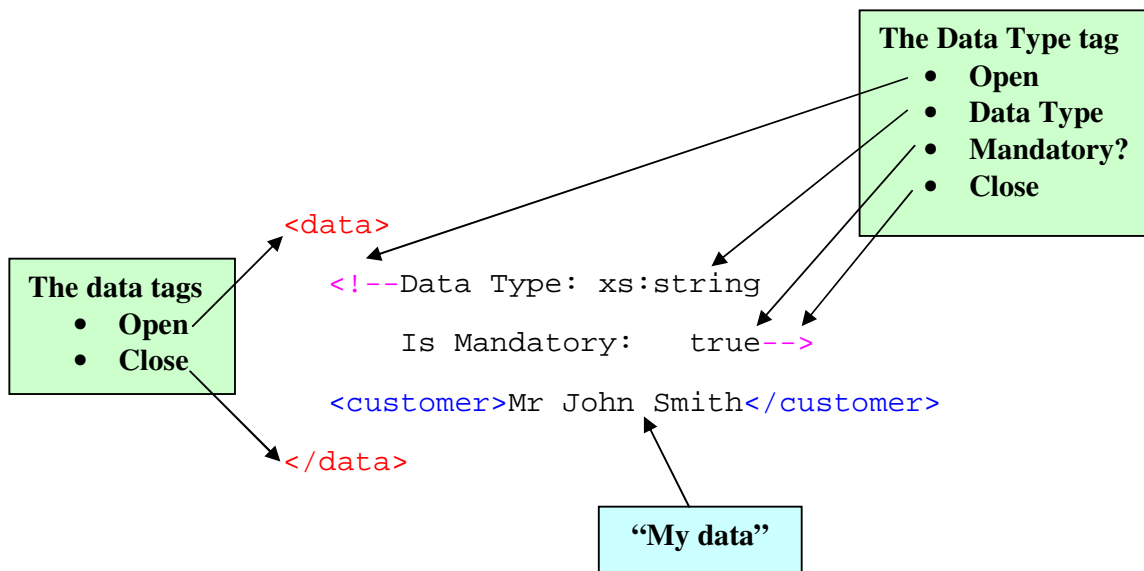 The Data Type tag
• Open
• Data Type
• Mandatory?
• Close
<data>
The data tags
• Open
• Close
<!--Data Type: xs:string
Is Mandatory:   true-->
<customer>Mr John Smith</customer>
</data>
“My data”